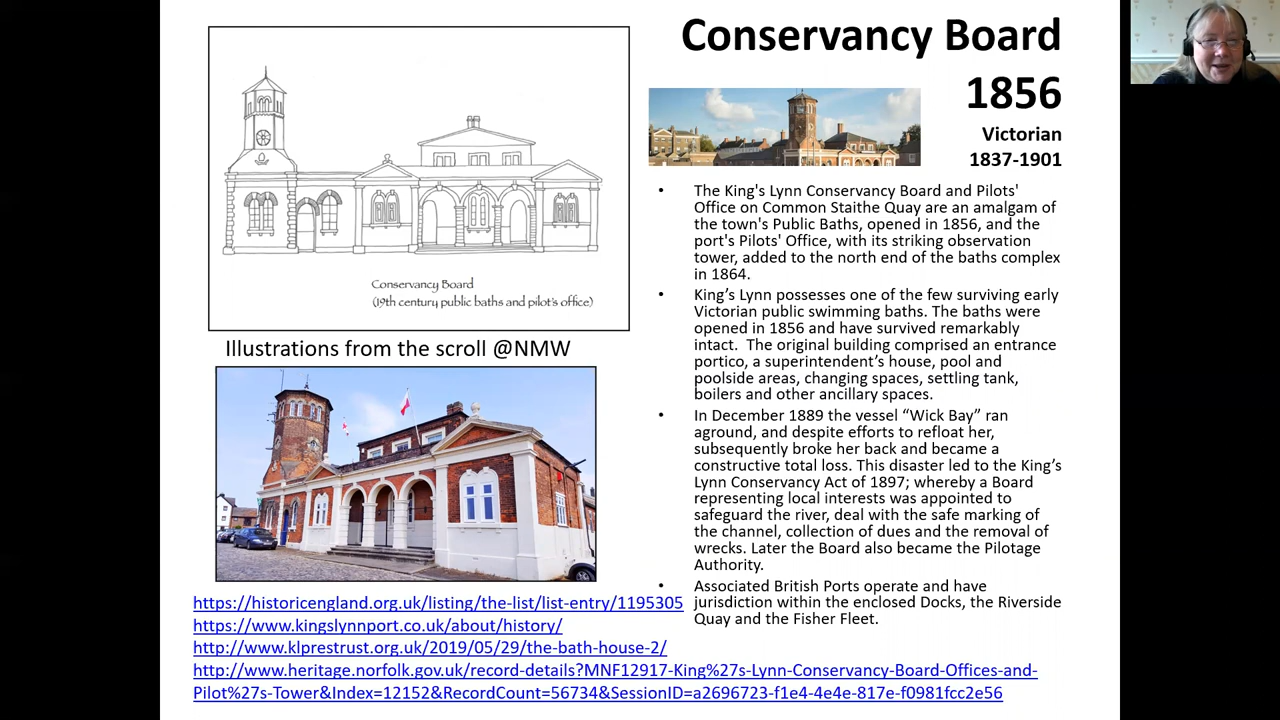 Conservancy Board
1856
Victorian
1837-1901
Conservancy Board
(19th century public baths and pilot's office)
Illustrations from the scroll @NMW
• The King's Lynn Conservancy Board and Pilots'
Office on Common Staithe Quay are an amalgam of
the town's Public Baths, opened in 1856, and the
port's Pilots' Office, with its striking observation
tower, added to the north end of the baths complex
in 1864.
• King's Lynn possesses one of the few surviving early
Victorian public swimming baths. The baths were
opened in 1856 and have survived remarkably
intact. The original building comprised an entrance
portico, a superintendent's house, pool and
poolside areas, changing spaces, settling tank,
boilers and other ancillary spaces.
• In December 1889 the vessel “Wick Bay” ran
aground, and despite efforts to refloat her,
subsequently broke her back and became a
constructive total loss. This disaster led to the King's
Lynn Conservancy Act of 1897; whereby a Board
representing local interests was appointed to
safeguard the river, deal with the safe marking of
the channel, collection of dues and the removal of
wrecks. Later the Board also became the Pilotage
Authority.
• Associated British Ports operate and have
jurisdiction within the enclosed Docks, the Riverside
Quay and the Fisher Fleet.
https://historicengland.org.uk/listing/the-list/list-entry/1195305
https://www.kingslynnport.co.uk/about/history/
http://www.klprestrust.org.uk/2019/05/29/the-bath-house-2/
http://www.heritage.norfolk.gov.uk/record-details?MNF12917-King%27s-Lynn-Conservancy-Board-Offices-and-
Pilot%27s-Tower&Index=12152&RecordCount=56734&SessionID=a2696723-f1e4-4e4e-817e-f0981fcc2e56